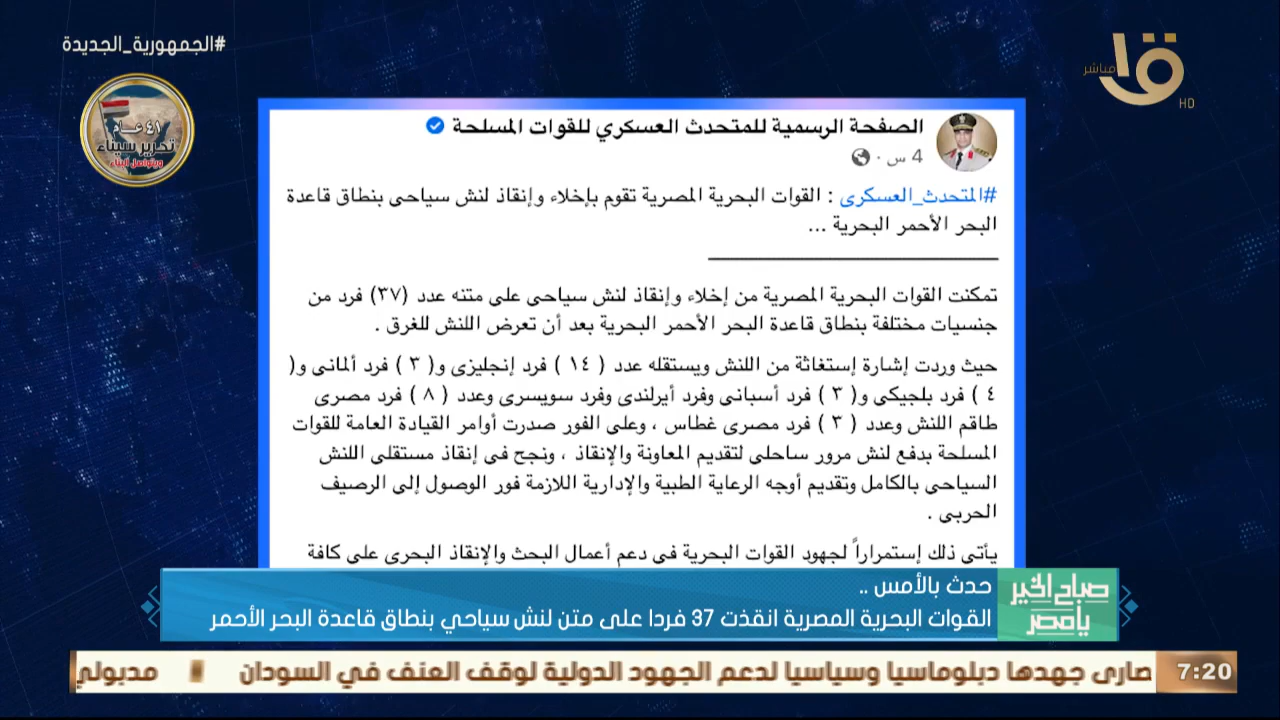 #الجمهورية_الجديدة
مباشر
HD
٤١ عـام
تحرير سيناء
ويتواصل البناء
الصفحة الرسمية للمتحدث العسكري للقوات المسلحة
4 س ·
#المتحدث_العسكرى : القوات البحرية المصرية تقوم بإخلاء وإنقاذ لنش سياحى بنطاق قاعدة
البحر الأحمر البحرية ...
تمكنت القوات البحرية المصرية من إخلاء وإنقاذ لنش سياحى على متنه عدد (٣٧) فرد من
جنسيات مختلفة بنطاق قاعدة البحر الأحمر البحرية بعد أن تعرض اللنش للغرق .
حيث وردت إشارة إستغاثة من اللنش ويستقله عدد ( ١٤ ) فرد إنجليزى و( ٣ ) فرد ألمانى و(
٤ ) فرد بلجيكى و( ٣ ) فرد أسبانى وفرد أيرلندى وفرد سويسرى وعدد ( ٨ ) فرد مصرى
طاقم اللنش وعدد ( ٣ ) فرد مصرى غطاس ، وعلى الفور صدرت أوامر القيادة العامة للقوات
المسلحة بدفع لنش مرور ساحلى لتقديم المعاونة والإنقاذ ، ونجح فى إنقاذ مستقلى اللنش
السياحى بالكامل وتقديم أوجه الرعاية الطبية والإدارية اللازمة فور الوصول إلى الرصيف
الحربى .
يأتى ذلك إستمراراً لجهود القوات البحرية فى دعم أعمال البحث والإنقاذ البحرى على كافة
صباح الخير
يا مصر
حدث بالأمس ..
القوات البحرية المصرية انقذت 37 فردا على متن لنش سياحي بنطاق قاعدة البحر الأحمر
7:20
صارى جهدها دبلوماسيا وسياسيا لدعم الجهود الدولية لوقف العنف في السودان
مدبولي